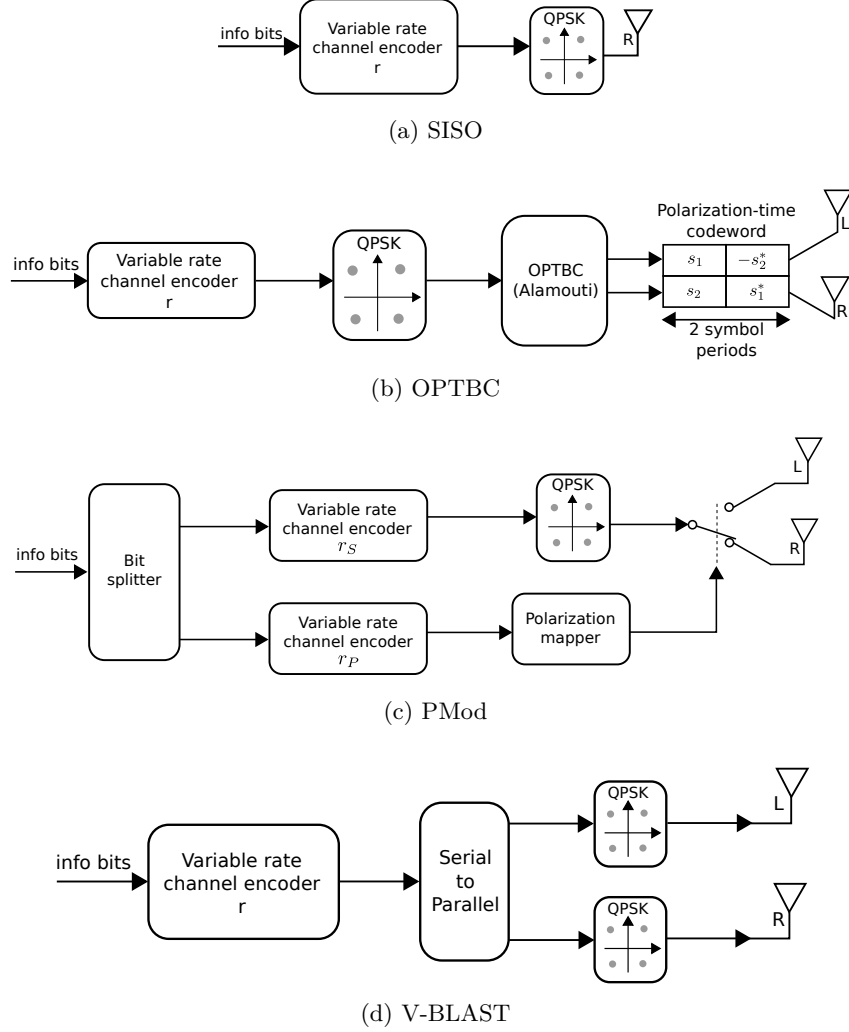 info bits
Variable rate
channel encoder
r
QPSK
R
(a) SISO
info bits
Variable rate
channel encoder
r
QPSK
OPTBC
(Alamouti)
Polarization-time
codeword
s₁ −s₂*
s₂ s₁*
2 symbol
periods
L
R
(b) OPTBC
info bits
Bit
splitter
Variable rate
channel encoder
r_S
QPSK
Variable rate
channel encoder
r_P
Polarization
mapper
L
R
(c) PMod
info bits
Variable rate
channel encoder
r
Serial
to
Parallel
QPSK
L
QPSK
R
(d) V-BLAST